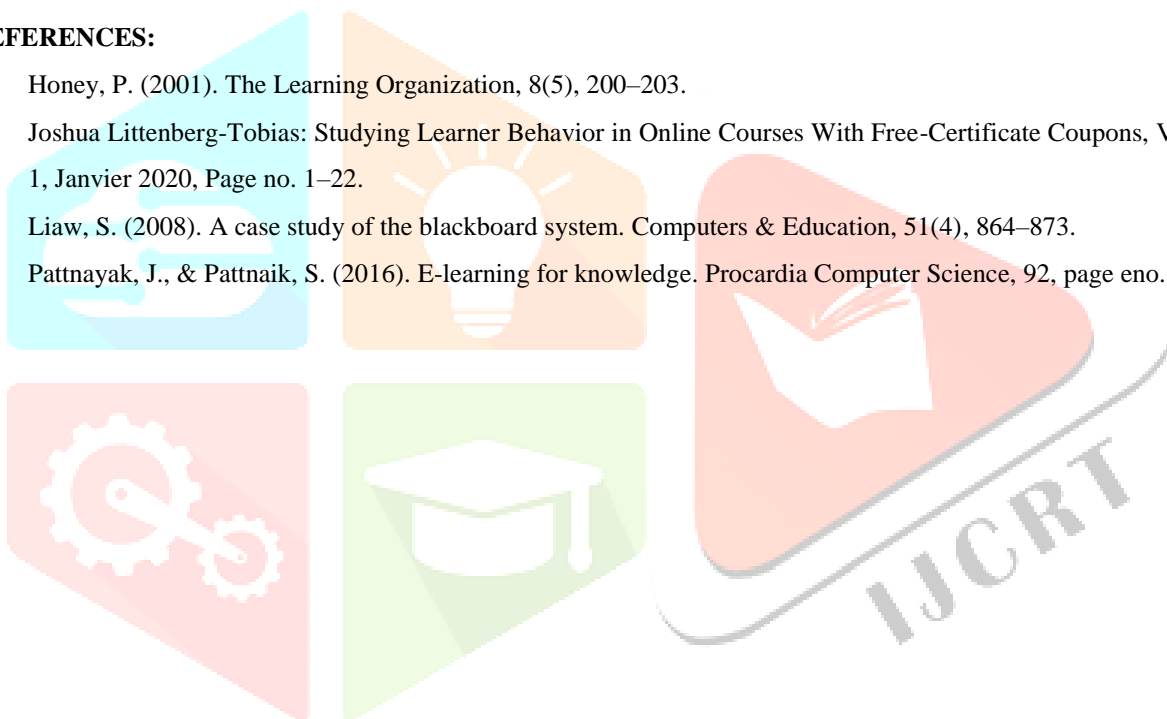 EFERENCES:
Honey, P. (2001). The Learning Organization, 8(5), 200–203.
Joshua Littenberg-Tobias: Studying Learner Behavior in Online Courses With Free-Certificate Coupons, V
1, Janvier 2020, Page no. 1–22.
Liaw, S. (2008). A case study of the blackboard system. Computers & Education, 51(4), 864–873.
Pattnayak, J., & Pattnaik, S. (2016). E-learning for knowledge. Procardia Computer Science, 92, page eno.
IJCRT